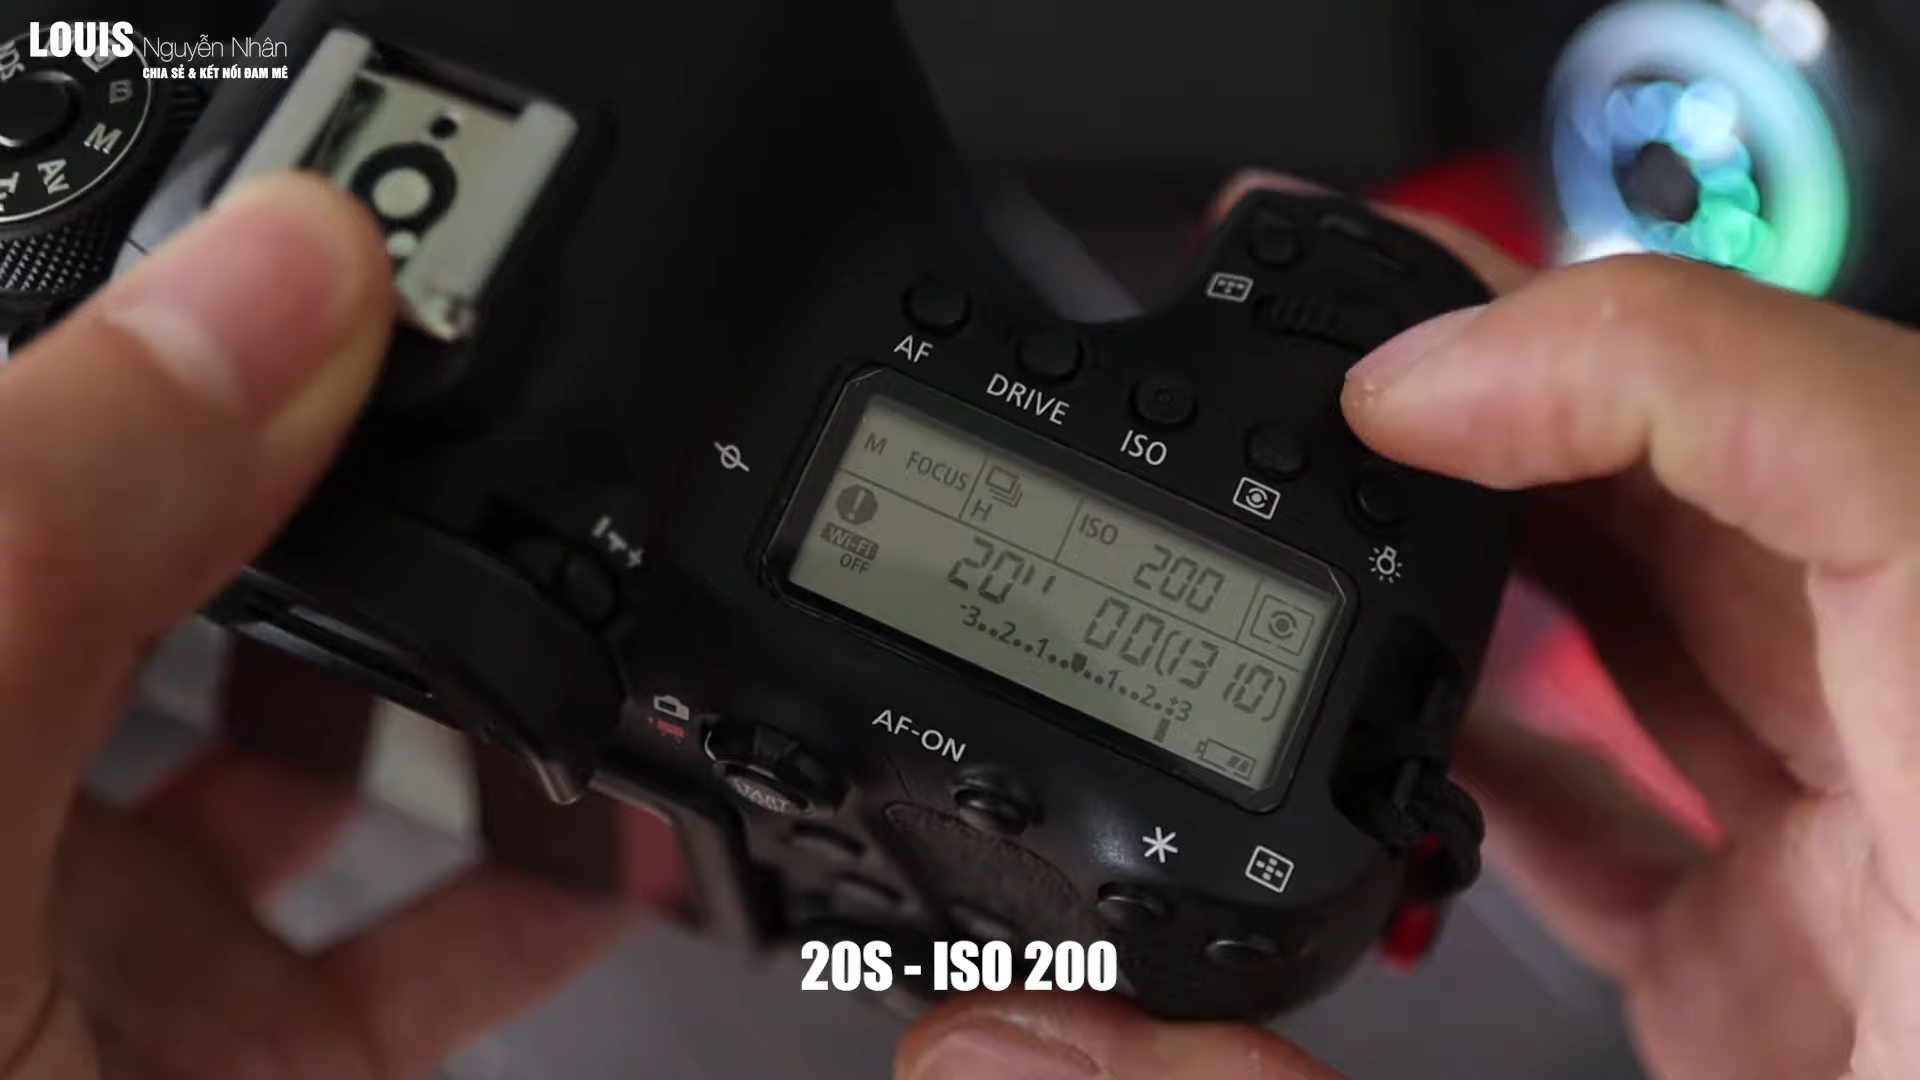 LOUIS Nguyễn Nhân
CHIA SẺ & KẾT NỐI ĐAM MÊ
B
M
Av
AF
DRIVE
ISO
M FOCUS
H
ISO 200
Wi-Fi
OFF
20''
00(1310)
-3..2..1..▼..1..2..+3
AF-ON
START
20S - ISO 200